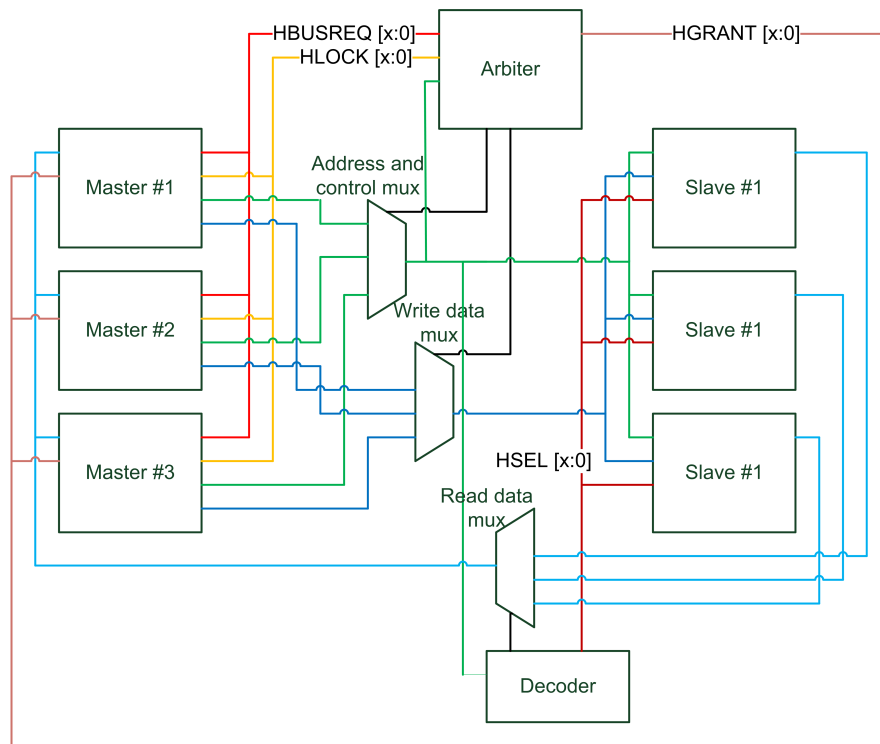 HBUSREQ [x:0]
HGRANT [x:0]
HLOCK [x:0]
Arbiter
Address and
control mux
Master #1
Slave #1
Write data
mux
Master #2
Slave #1
HSEL [x:0]
Master #3
Slave #1
Read data
mux
Decoder